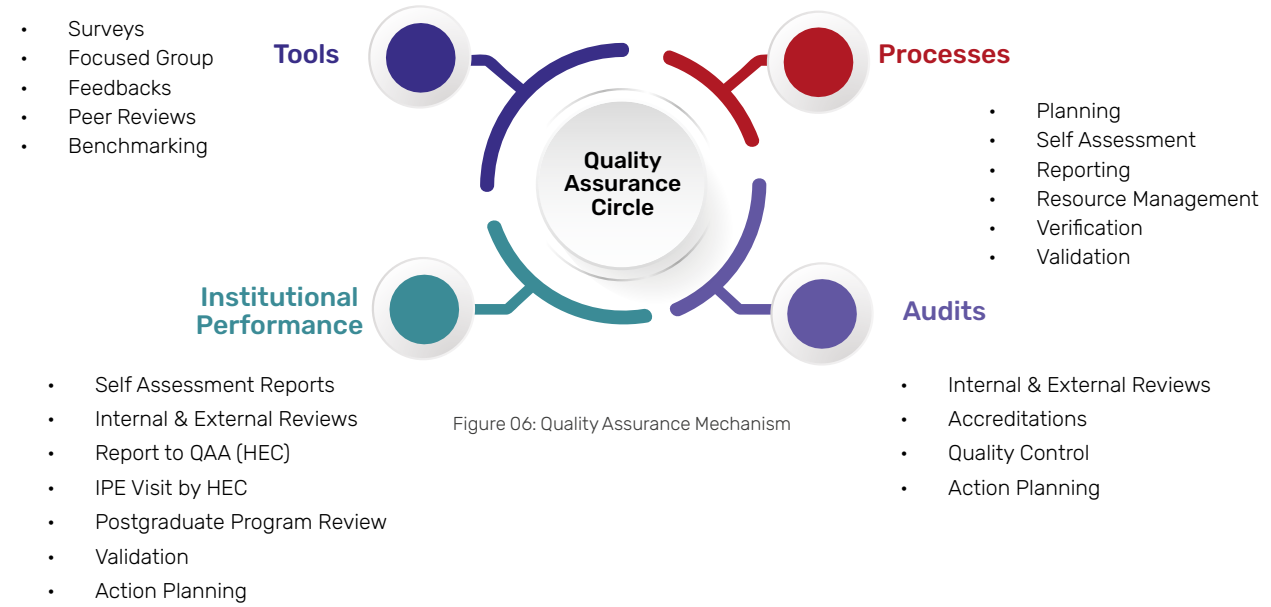 Tools
• Surveys
• Focused Group
• Feedbacks
• Peer Reviews
• Benchmarking
Processes
• Planning
• Self Assessment
• Reporting
• Resource Management
• Verification
• Validation
Quality
Assurance
Circle
Institutional
Performance
• Self Assessment Reports
• Internal & External Reviews
• Report to QAA (HEC)
• IPE Visit by HEC
• Postgraduate Program Review
• Validation
• Action Planning
Audits
• Internal & External Reviews
• Accreditations
• Quality Control
• Action Planning
Figure 06: Quality Assurance Mechanism